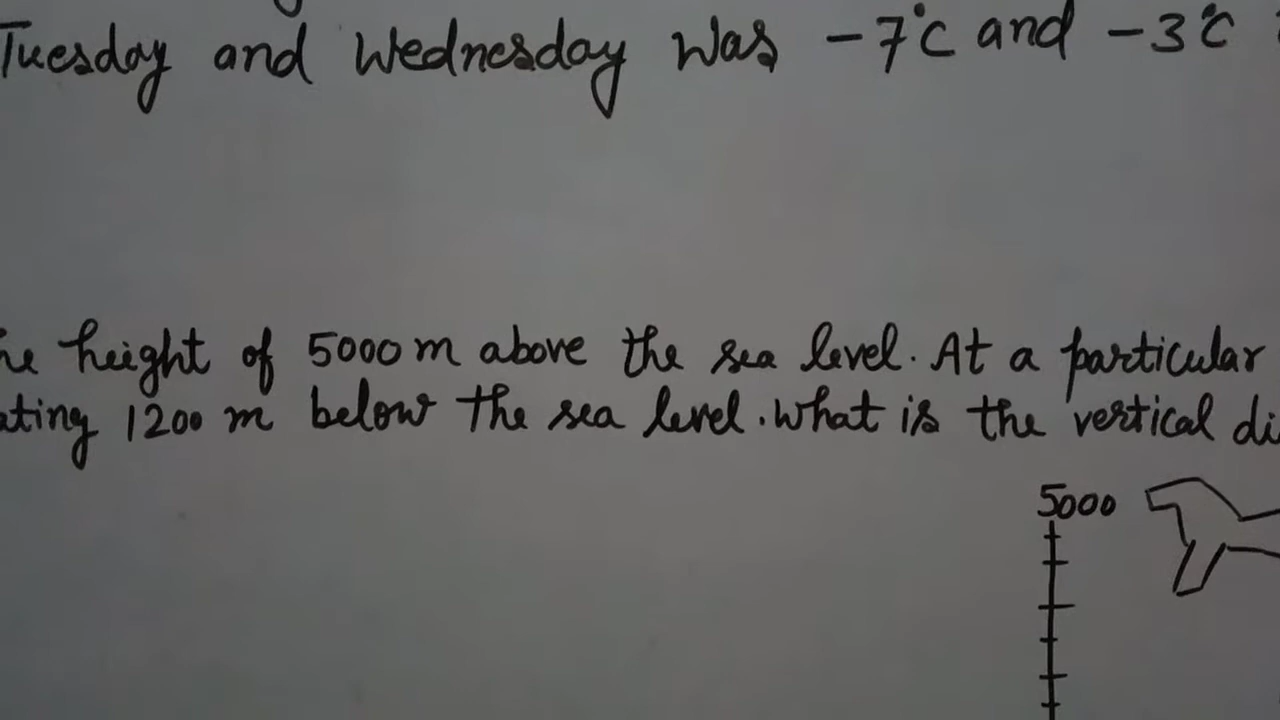 Tuesday and Wednesday was -7°C and -3°C
height of 5000 m above the sea level. At a particular
1200 m below the sea level. What is the vertical
5000